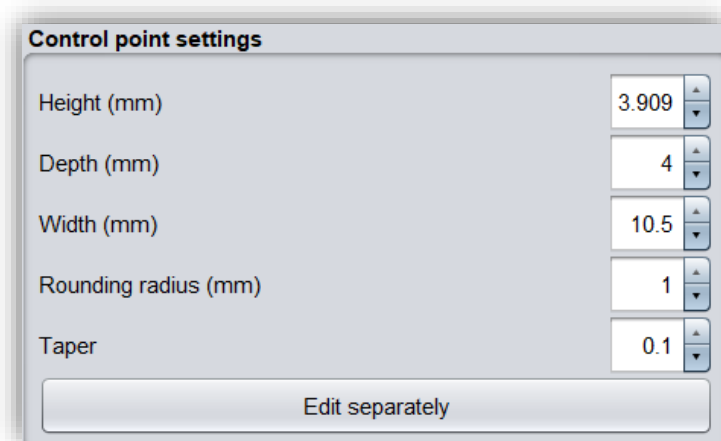 Control point settings
Height (mm) 3.909
Depth (mm) 4
Width (mm) 10.5
Rounding radius (mm) 1
Taper 0.1
Edit separately